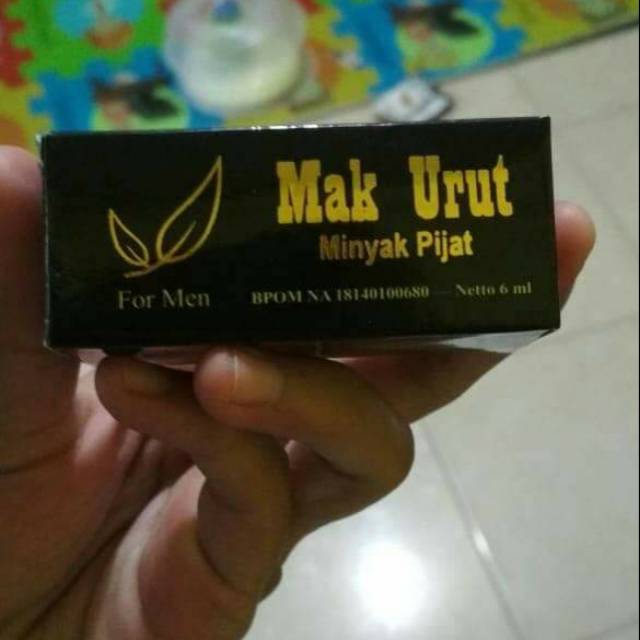 Mak Urut
Minyak Pijat
For Men
BPOM NA 18140100680
Netto 6 ml